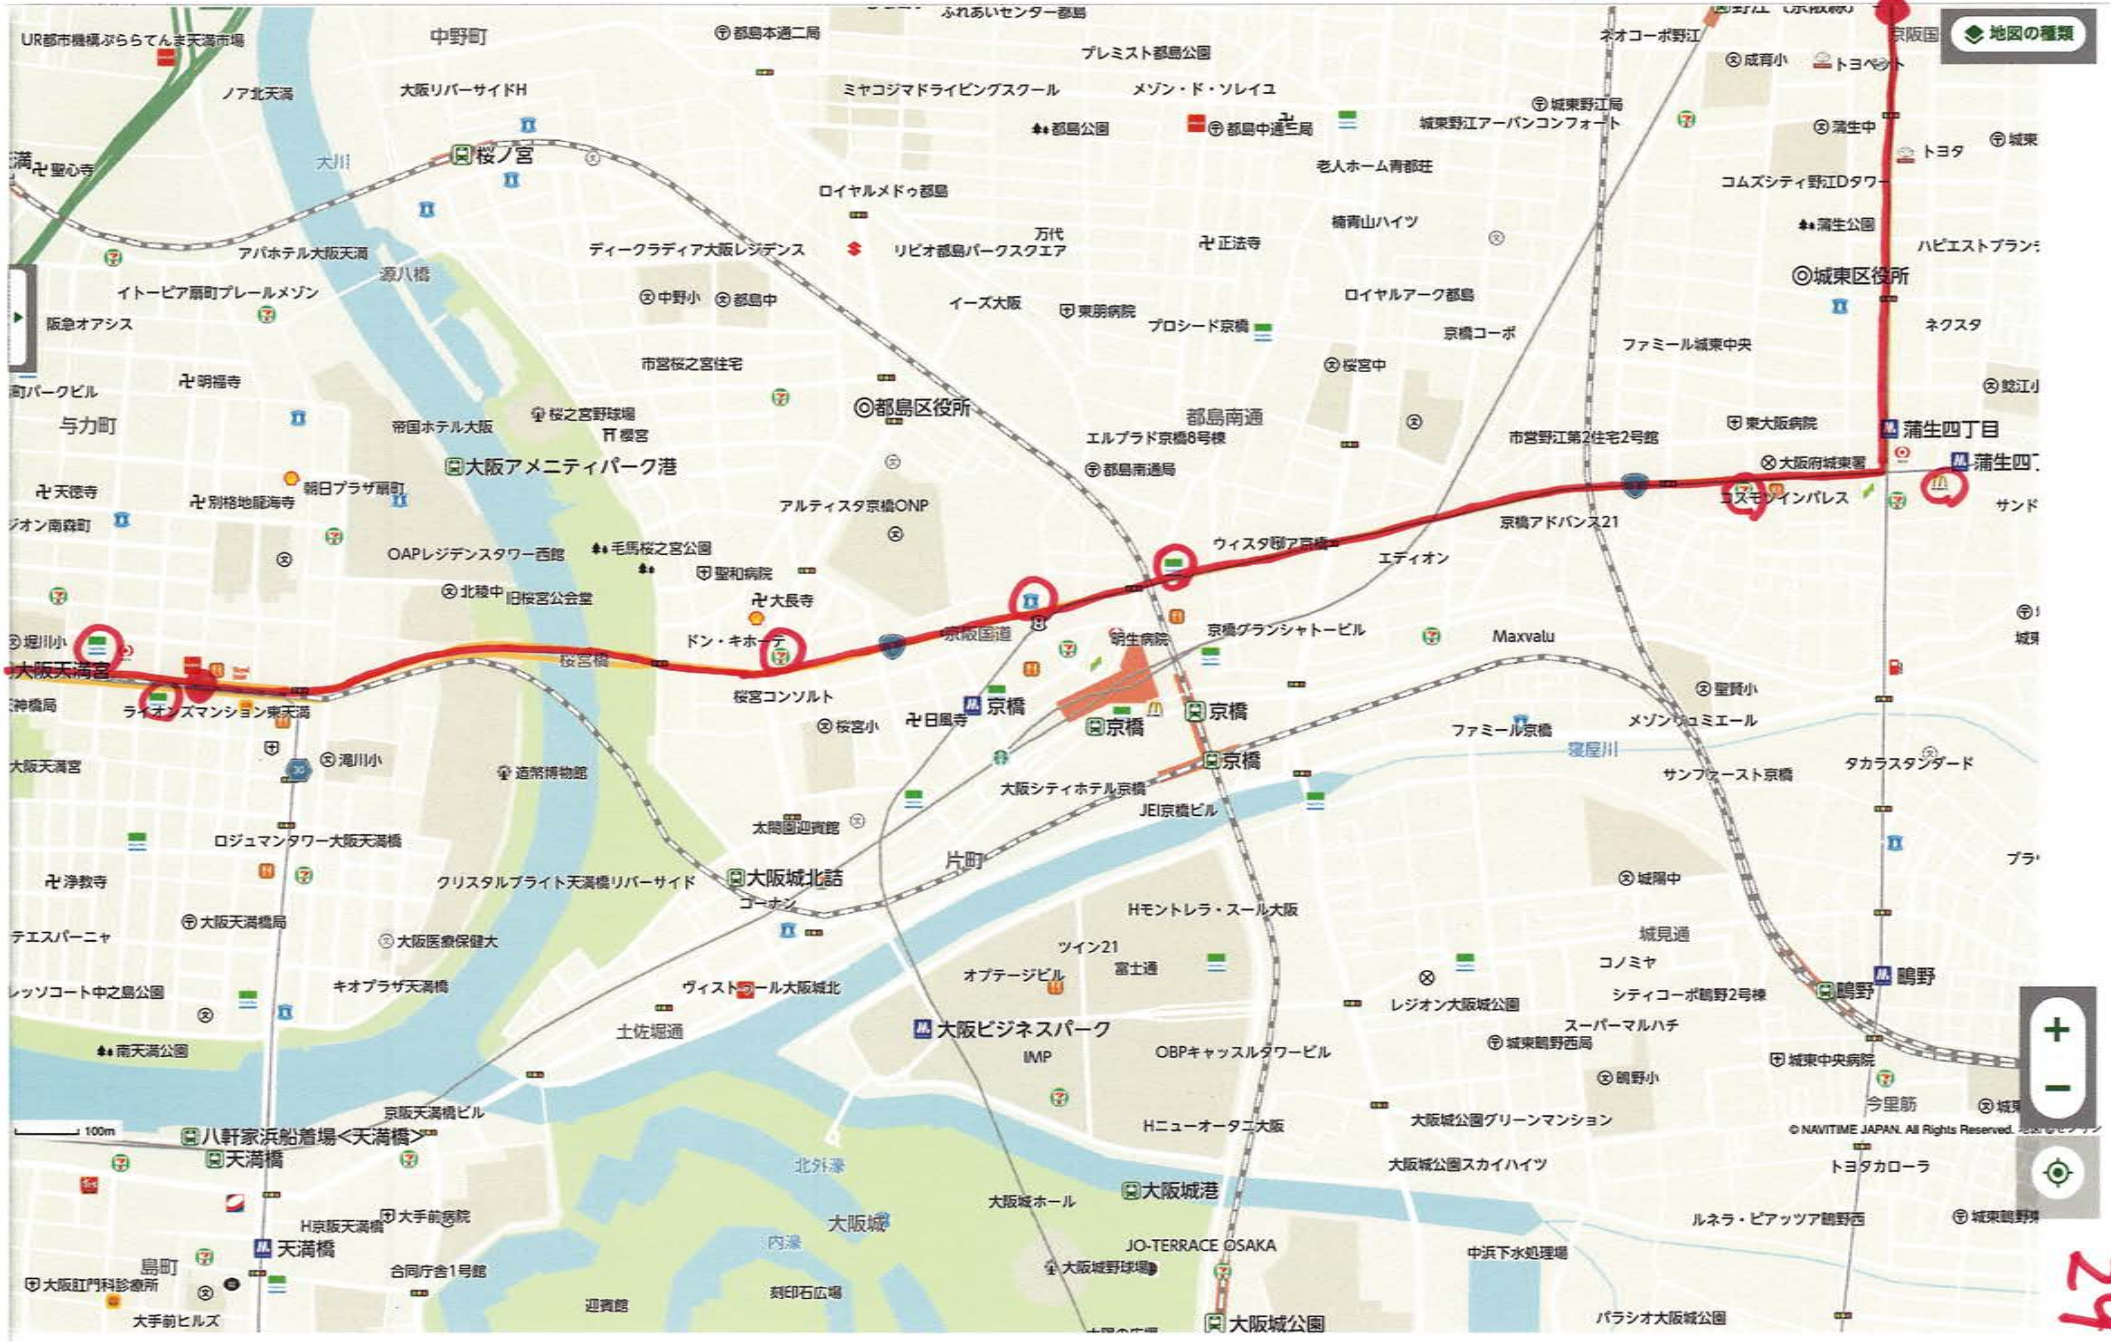 ふれあいセンター都島
野江（京阪線）
UR都市機構ぷららてんま天満市場
中野町
都島本通二局
プレミスト都島公園
ネオコーポ野江
京阪国
地図の種類
成育小
トヨペット
ノア北天満
大阪リバーサイドH
ミヤコジマドライビングスクール
メゾン・ド・ソレイユ
城東野江局
城東野江アーバンコンフォート
都島公園
都島中通三局
蒲生中
城東
トヨタ
満
聖心寺
大川
桜ノ宮
老人ホーム青都荘
コムズシティ野江Dタワー
ロイヤルメドゥ都島
楠青山ハイツ
蒲生公園
アパホテル大阪天満
源八橋
ディークラディア大阪レジデンス
リビオ都島パークスクエア
万代
正法寺
ハピエストブラン
城東区役所
イトーピア扇町プレールメゾン
中野小
都島中
イーズ大阪
東朋病院
ロイヤルアーク都島
阪急オアシス
プロシード京橋
京橋コーポ
ファミール城東中央
ネクスタ
市営桜之宮住宅
桜宮中
町パークビル
明福寺
鯰江小
与力町
帝国ホテル大阪
桜之宮野球場
櫻宮
都島区役所
都島南通
エルプラド京橋8号棟
市営野江第2住宅2号館
東大阪病院
蒲生四丁目
大阪アメニティパーク港
都島南通局
大阪府城東署
蒲生四丁
天徳寺
別格地龍海寺
朝日プラザ扇町
アルティスタ京橋ONP
コスモシインパレス
サンド
ジオン南森町
京橋アドバンス21
OAPレジデンスタワー西館
毛馬桜之宮公園
聖和病院
エディオン
北稜中
旧桜宮公会堂
大長寺
堀川小
ドン・キホーテ
京阪国道
明生病院
京橋グランシャトービル
Maxvalu
城東
大阪天満宮
桜宮橋
桜宮コンソルト
天神橋局
ライオンズマンション東天満
桜宮小
日風寺
京橋
京橋
京橋
京橋
聖賢小
メゾンリュミエール
ファミール京橋
寝屋川
大阪天満宮
30
滝川小
造幣博物館
大阪シティホテル京橋
サンファースト京橋
タカラスタンダード
JEI京橋ビル
ロジュマンタワー大阪天満橋
太閤園迎賓館
片町
浄教寺
クリスタルブライト天満橋リバーサイド
大阪城北詰
コーナン
城陽中
大阪天満橋局
Hモントレラ・スール大阪
テエスパーニャ
大阪医療保健大
ツイン21
城見通
オプテージビル
富士通
コノミヤ
レッソコート中之島公園
キオプラザ天満橋
レジオン大阪城公園
シティコーポ鴫野2号棟
鴫野
鴫野
土佐堀通
大阪ビジネスパーク
スーパーマルハチ
城東鴫野西局
南天満公園
IMP
OBPキャッスルタワービル
城東中央病院
鴫野小
京阪天満橋ビル
今里筋
100m
八軒家浜船着場<天満橋>
Hニューオータニ大阪
大阪城公園グリーンマンション
© NAVITIME JAPAN. All Rights Reserved.
天満橋
北外濠
大阪城公園スカイハイツ
トヨタカローラ
大阪城ホール
大阪城港
H京阪天満橋
大手前病院
大阪城
ルネラ・ピアッツア鴫野西
天満橋
内濠
JO-TERRACE OSAKA
中浜下水処理場
島町
合同庁舎1号館
大阪城野球場
大阪肛門科診療所
迎賓館
刻印石広場
大手前ヒルズ
大阪城公園
パラシオ大阪城公園
29